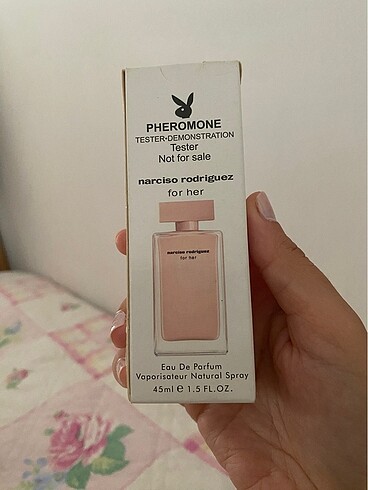 PHEROMONE
TESTER-DEMONSTRATION
Tester
Not for sale
narciso rodriguez
for her
narciso rodriguez
for her
Eau De Parfum
Vaporisateur Natural Spray
45ml ℮ 1.5 FL.OZ.